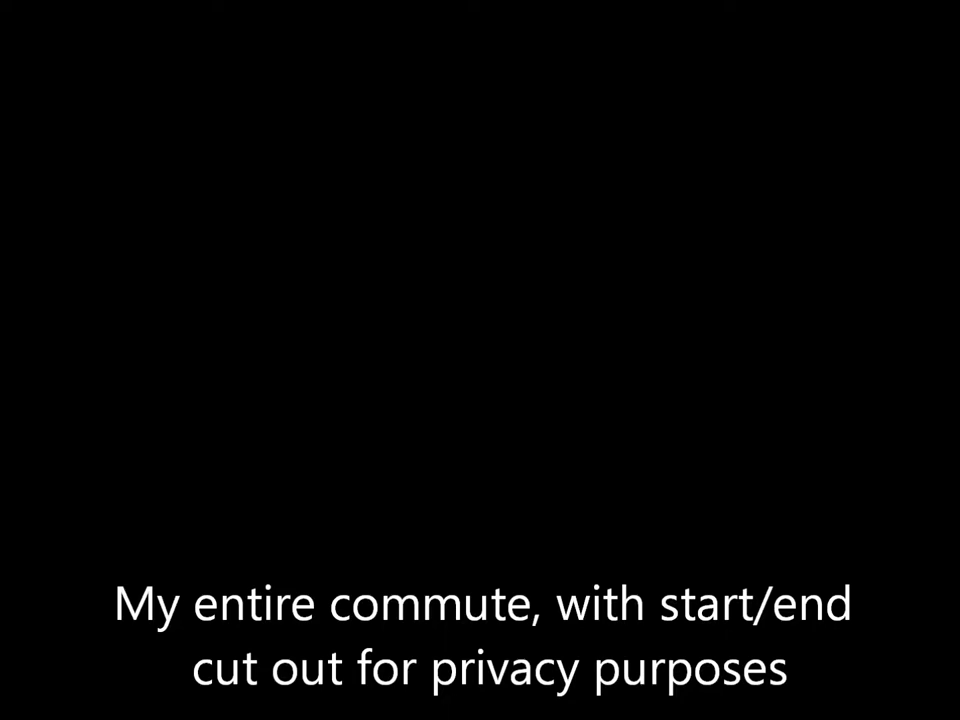 My entire commute, with start/end
cut out for privacy purposes